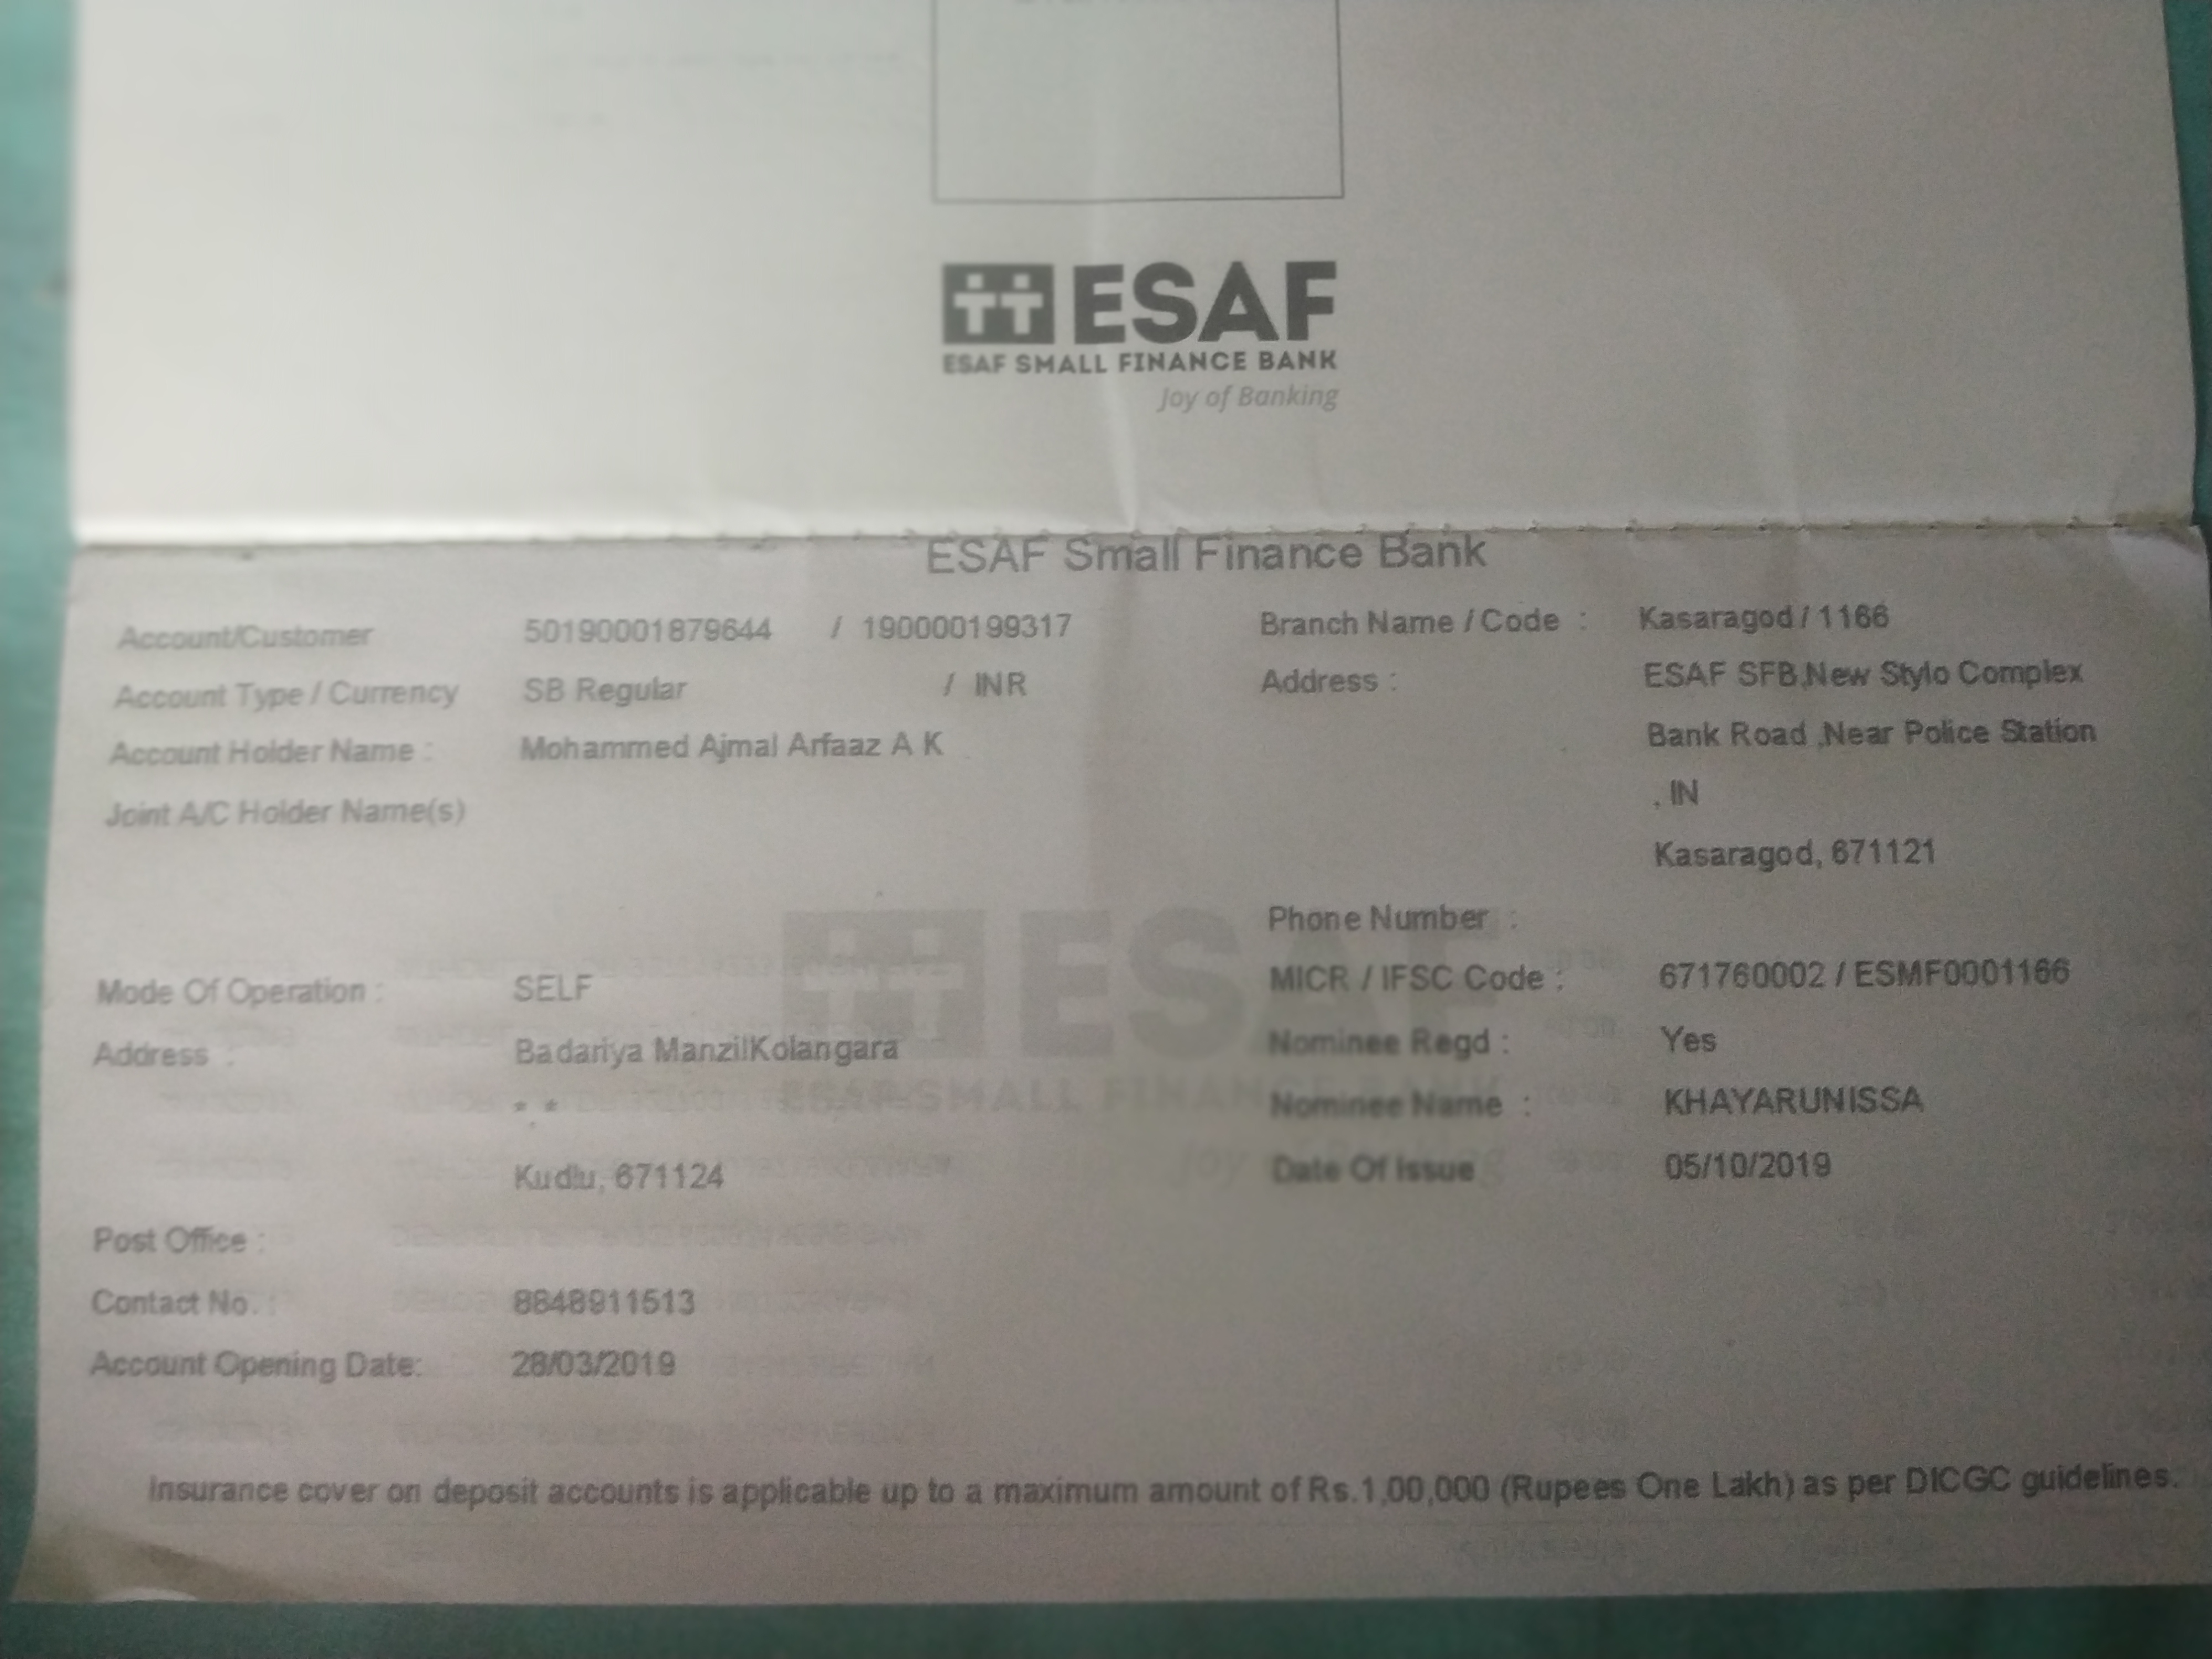 ESAF
ESAF SMALL FINANCE BANK
Joy of Banking
ESAF Small Finance Bank
Account/Customer 50190001879644 / 190000199317
Account Type / Currency SB Regular / INR
Account Holder Name : Mohammed Ajmal Arfaaz A K
Joint A/C Holder Name(s)
Mode Of Operation : SELF
Address : Badariya ManzilKolangara
* *
,
Kudlu, 671124
Post Office :
Contact No. : 8848911513
Account Opening Date: 28/03/2019
Branch Name / Code : Kasaragod / 1166
Address : ESAF SFB,New Stylo Complex
Bank Road ,Near Police Station
, IN
Kasaragod, 671121
Phone Number :
MICR / IFSC Code : 671760002 / ESMF0001166
Nominee Regd : Yes
Nominee Name : KHAYARUNISSA
Date Of Issue 05/10/2019
ESAF
ESAF SMALL FINANCE BANK
Insurance cover on deposit accounts is applicable up to a maximum amount of Rs.1,00,000 (Rupees One Lakh) as per DICGC guidelines.